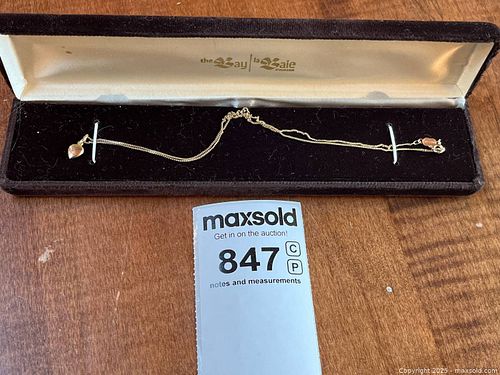 the Bay | la Baie
maxsold
Get in on the auction!
847 C
P
notes and measurements
Copyright 2025 - maxsold.com